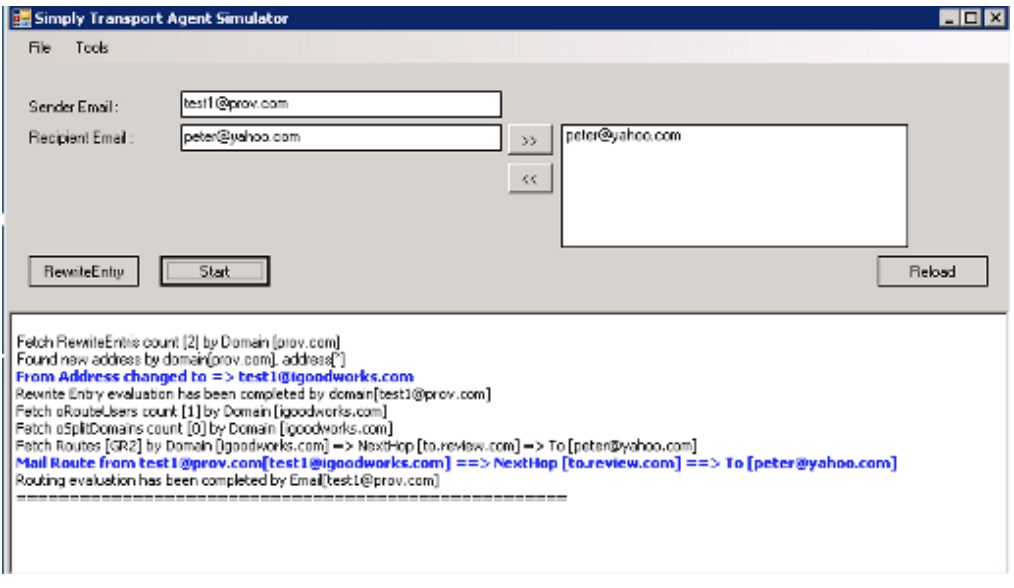 Simply Transport Agent Simulator
File Tools
Sender Email : test1@prov.com
Recipient Email : peter@yahoo.com >> peter@yahoo.com
<<
RewriteEntry Start Reload
Fetch RewriteEntris count [2] by Domain [prov.com]
Found new address by domain[prov.com], address[*]
From Address changed to => test1@igoodworks.com
Rewrite Entry evaluation has been completed by domain[test1@prov.com]
Fetch oRouteUsers count [1] by Domain [igoodworks.com]
Fetch oSplitDomains count [0] by Domain [igoodworks.com]
Fetch Routes [GR2] by Domain [igoodworks.com] => NextHop [to.review.com] => To [peter@yahoo.com]
Mail Route from test1@prov.com[test1@igoodworks.com] ==> NextHop [to.review.com] ==> To [peter@yahoo.com]
Routing evaluation has been completed by Email[test1@prov.com]
=====================================================